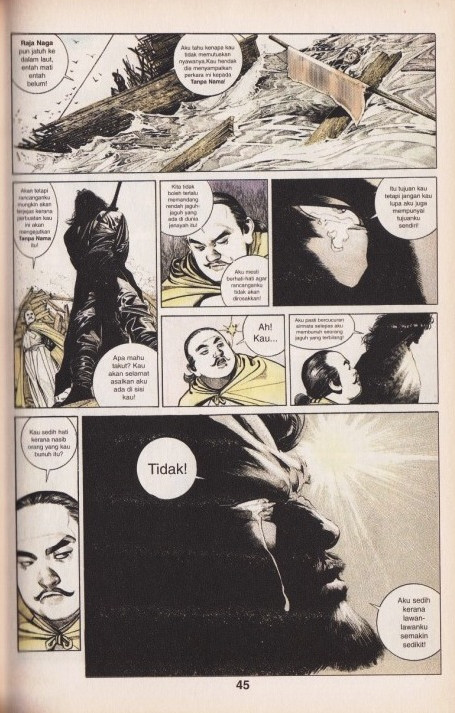 Raja Naga
pun jatuh ke
dalam laut,
entah mati
entah
belum!
Aku tahu kenapa kau
tidak memutuskan
nyawanya.Kau hendak
dia menyampaikan
perkara ini kepada
Tanpa Nama!
Akan tetapi
rancanganku
mungkin akan
terjejas kerana
perbuatan kau
ini akan
mengejutkan
Tanpa Nama
itu!
Apa mahu
takut? Kau
akan selamat
asalkan aku
ada di sisi
kau!
Kita tidak
boleh terlalu
memandang
rendah jaguh-
jaguh yang
ada di dunia
jenayah itu!
Aku mesti
berhati-hati agar
rancanganku
tidak akan
dirosakkan!
Itu tujuan kau
tetapi jangan kau
lupa aku juga
mempunyai
tujuanku
sendiri!
Ah!
Kau...
Aku pasti bercucuran
airmata selepas aku
membunuh seorang
jaguh yang terbilang!
Kau sedih hati
kerana nasib
orang yang kau
bunuh itu?
Tidak!
Aku sedih
kerana
lawan-
lawanku
semakin
sedikit!
45